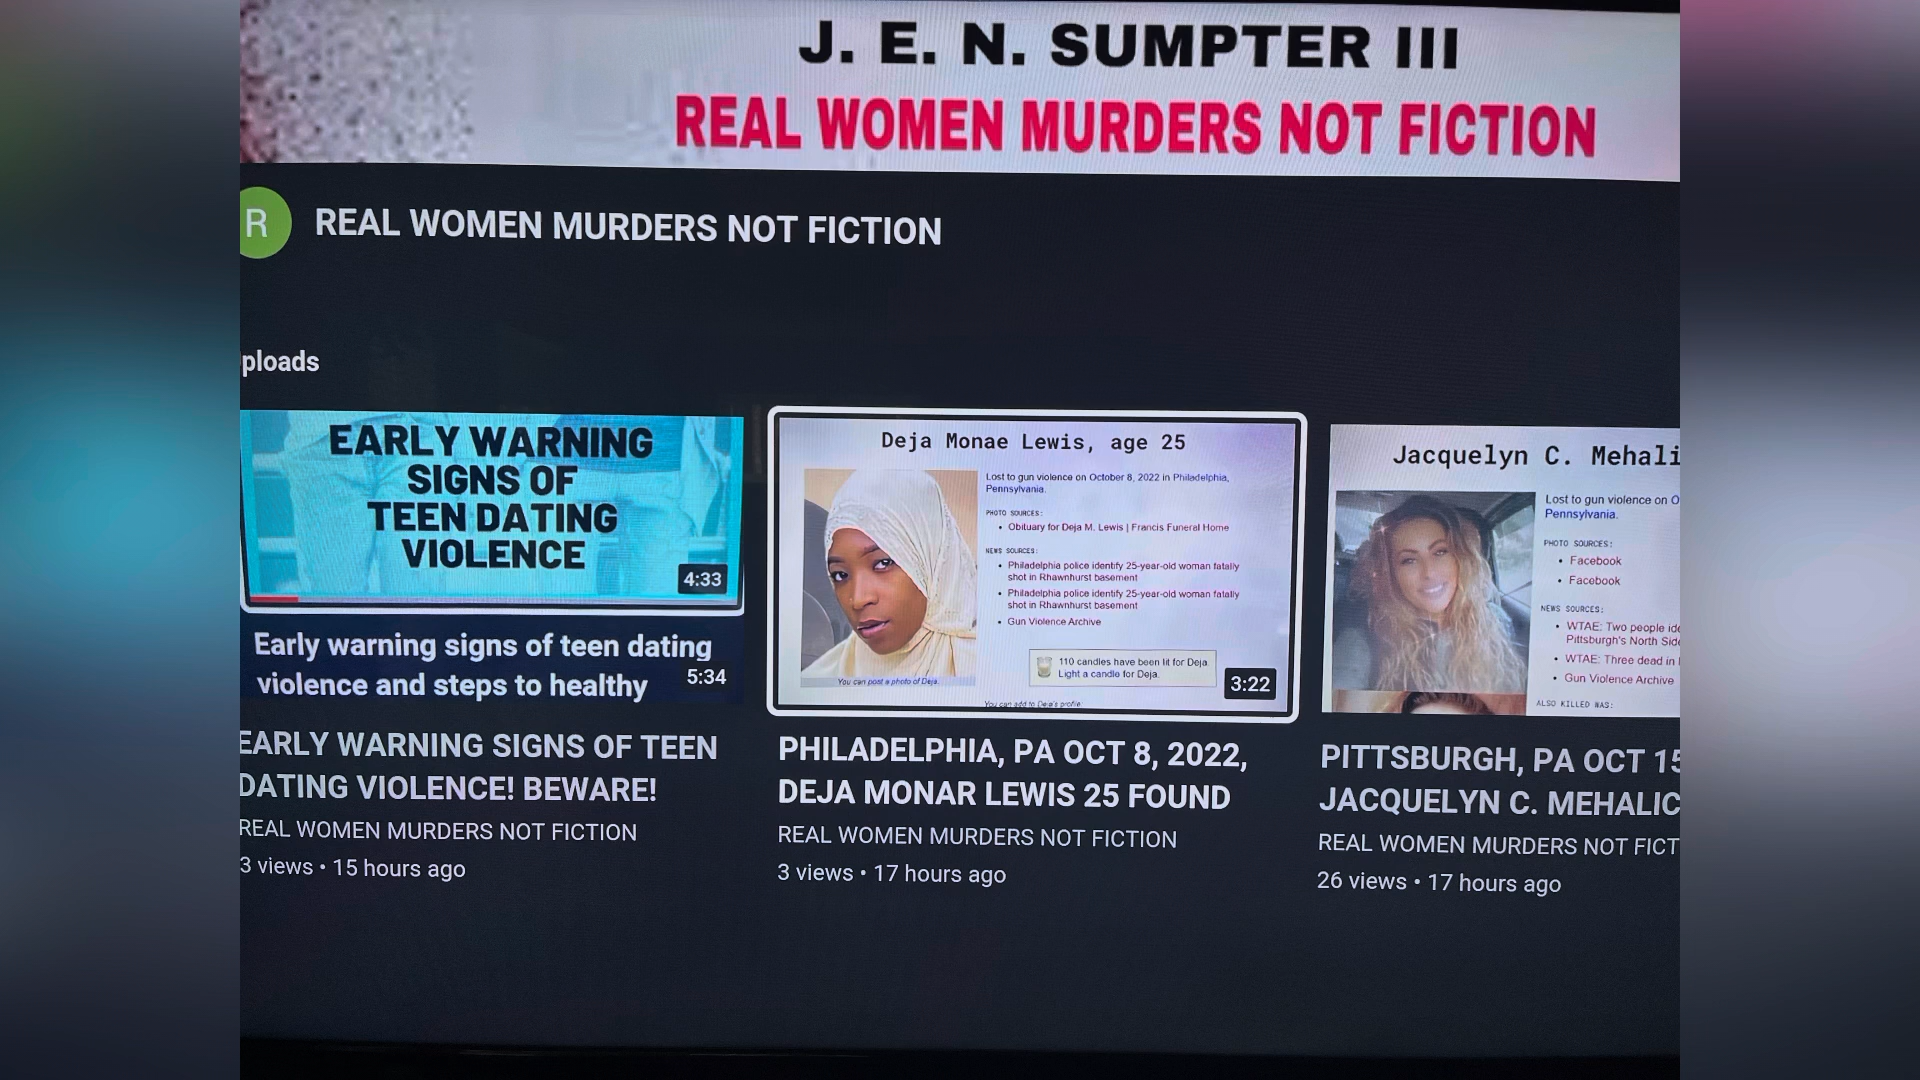 J. E. N. SUMPTER III
REAL WOMEN MURDERS NOT FICTION
R
REAL WOMEN MURDERS NOT FICTION
ploads
EARLY WARNING
SIGNS OF
TEEN DATING
VIOLENCE
4:33
Early warning signs of teen dating
violence and steps to healthy
5:34
EARLY WARNING SIGNS OF TEEN
DATING VIOLENCE! BEWARE!
REAL WOMEN MURDERS NOT FICTION
3 views • 15 hours ago
Deja Monae Lewis, age 25
Lost to gun violence on October 8, 2022 in Philadelphia,
Pennsylvania.
PHOTO SOURCES:
• Obituary for Deja M. Lewis | Francis Funeral Home
NEWS SOURCES:
• Philadelphia police identify 25-year-old woman fatally
shot in Rhawnhurst basement
• Philadelphia police identify 25-year-old woman fatally
shot in Rhawnhurst basement
• Gun Violence Archive
110 candles have been lit for Deja
Light a candle for Deja.
You can post a photo of Deja.
You can add to Deja's profile:
3:22
PHILADELPHIA, PA OCT 8, 2022,
DEJA MONAR LEWIS 25 FOUND
REAL WOMEN MURDERS NOT FICTION
3 views • 17 hours ago
Jacquelyn C. Mehali
Lost to gun violence on O
Pennsylvania.
PHOTO SOURCES:
• Facebook
• Facebook
NEWS SOURCES:
• WTAE: Two people ide
Pittsburgh's North Side
• WTAE: Three dead in
• Gun Violence Archive
ALSO KILLED WAS:
PITTSBURGH, PA OCT 15
JACQUELYN C. MEHALIC
REAL WOMEN MURDERS NOT FICT
26 views • 17 hours ago